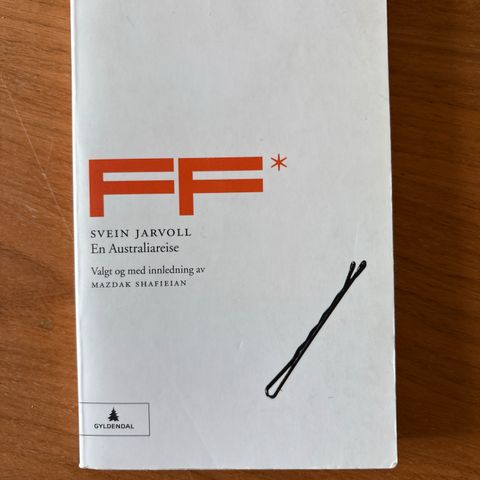 FF*
SVEIN JARVOLL
En Australiareise
Valgt og med innledning av
MAZDAK SHAFIEIAN
GYLDENDAL